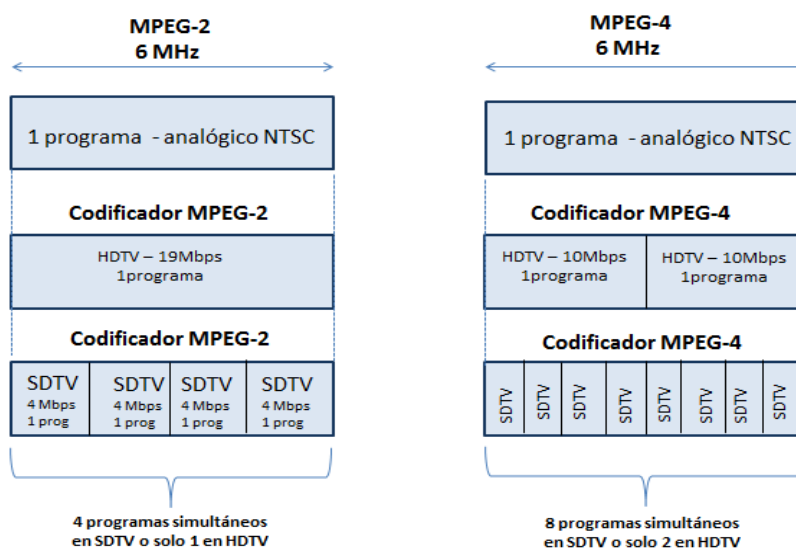 MPEG-2
6 MHz
1 programa - analógico NTSC
Codificador MPEG-2
HDTV – 19Mbps
1programa
Codificador MPEG-2
SDTV
4 Mbps
1 prog
SDTV
4 Mbps
1 prog
SDTV
4 Mbps
1 prog
SDTV
4 Mbps
1 prog
4 programas simultáneos
en SDTV o solo 1 en HDTV
MPEG-4
6 MHz
1 programa - analógico NTSC
Codificador MPEG-4
HDTV – 10Mbps
1programa
HDTV – 10Mbps
1programa
Codificador MPEG-4
SDTV
SDTV
SDTV
SDTV
SDTV
SDTV
SDTV
SDTV
8 programas simultáneos
en SDTV o solo 2 en HDTV